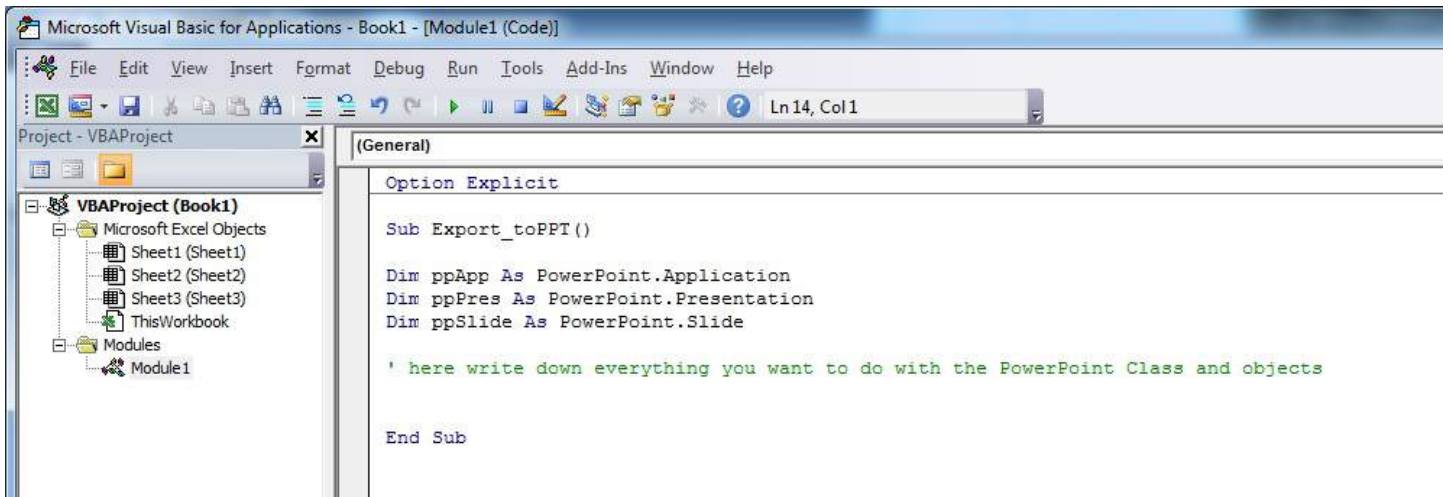 Microsoft Visual Basic for Applications - Book1 - [Module1 (Code)]
File Edit View Insert Format Debug Run Tools Add-Ins Window Help
Ln 14, Col 1
Project - VBAProject
(General)
VBAProject (Book1)
Microsoft Excel Objects
Sheet1 (Sheet1)
Sheet2 (Sheet2)
Sheet3 (Sheet3)
ThisWorkbook
Modules
Module1
Option Explicit
Sub Export_toPPT()
Dim ppApp As PowerPoint.Application
Dim ppPres As PowerPoint.Presentation
Dim ppSlide As PowerPoint.Slide
' here write down everything you want to do with the PowerPoint Class and objects
End Sub